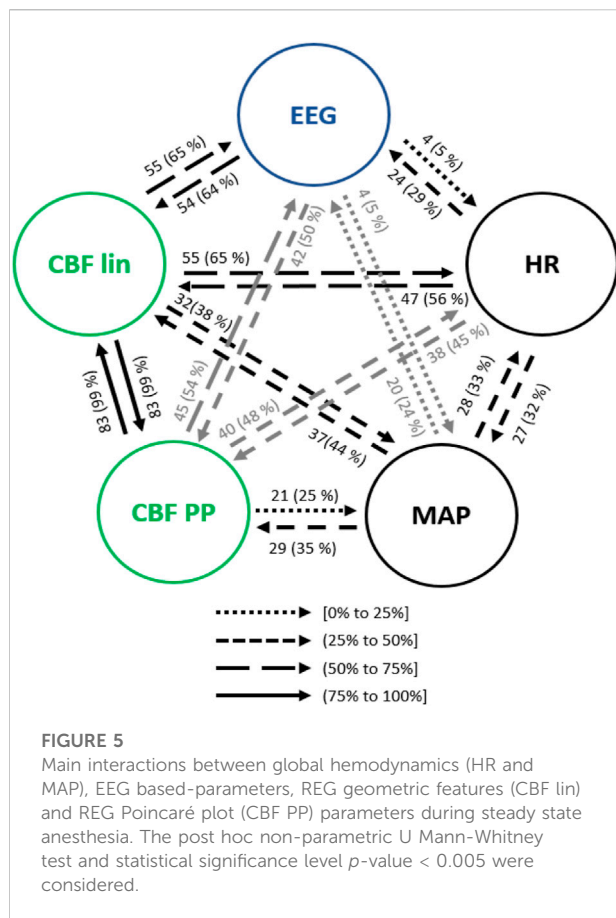 EEG
55 (65 %)
54 (64 %)
4 (5 %)
24 (29 %)
42 (50 %)
4 (5 %)
CBF lin
HR
55 (65 %)
47 (56 %)
32(38 %)
38 (45 %)
83 (99 %)
83 (99 %)
45 (54 %)
40 (48 %)
37(44 %)
20 (24 %)
28 (33 %)
27 (32 %)
CBF PP
MAP
21 (25 %)
29 (35 %)
[0% to 25%]
(25% to 50%]
(50% to 75%]
(75% to 100%]
FIGURE 5
Main interactions between global hemodynamics (HR and
MAP), EEG based-parameters, REG geometric features (CBF lin)
and REG Poincaré plot (CBF PP) parameters during steady state
anesthesia. The post hoc non-parametric U Mann-Whitney
test and statistical significance level p-value < 0.005 were
considered.